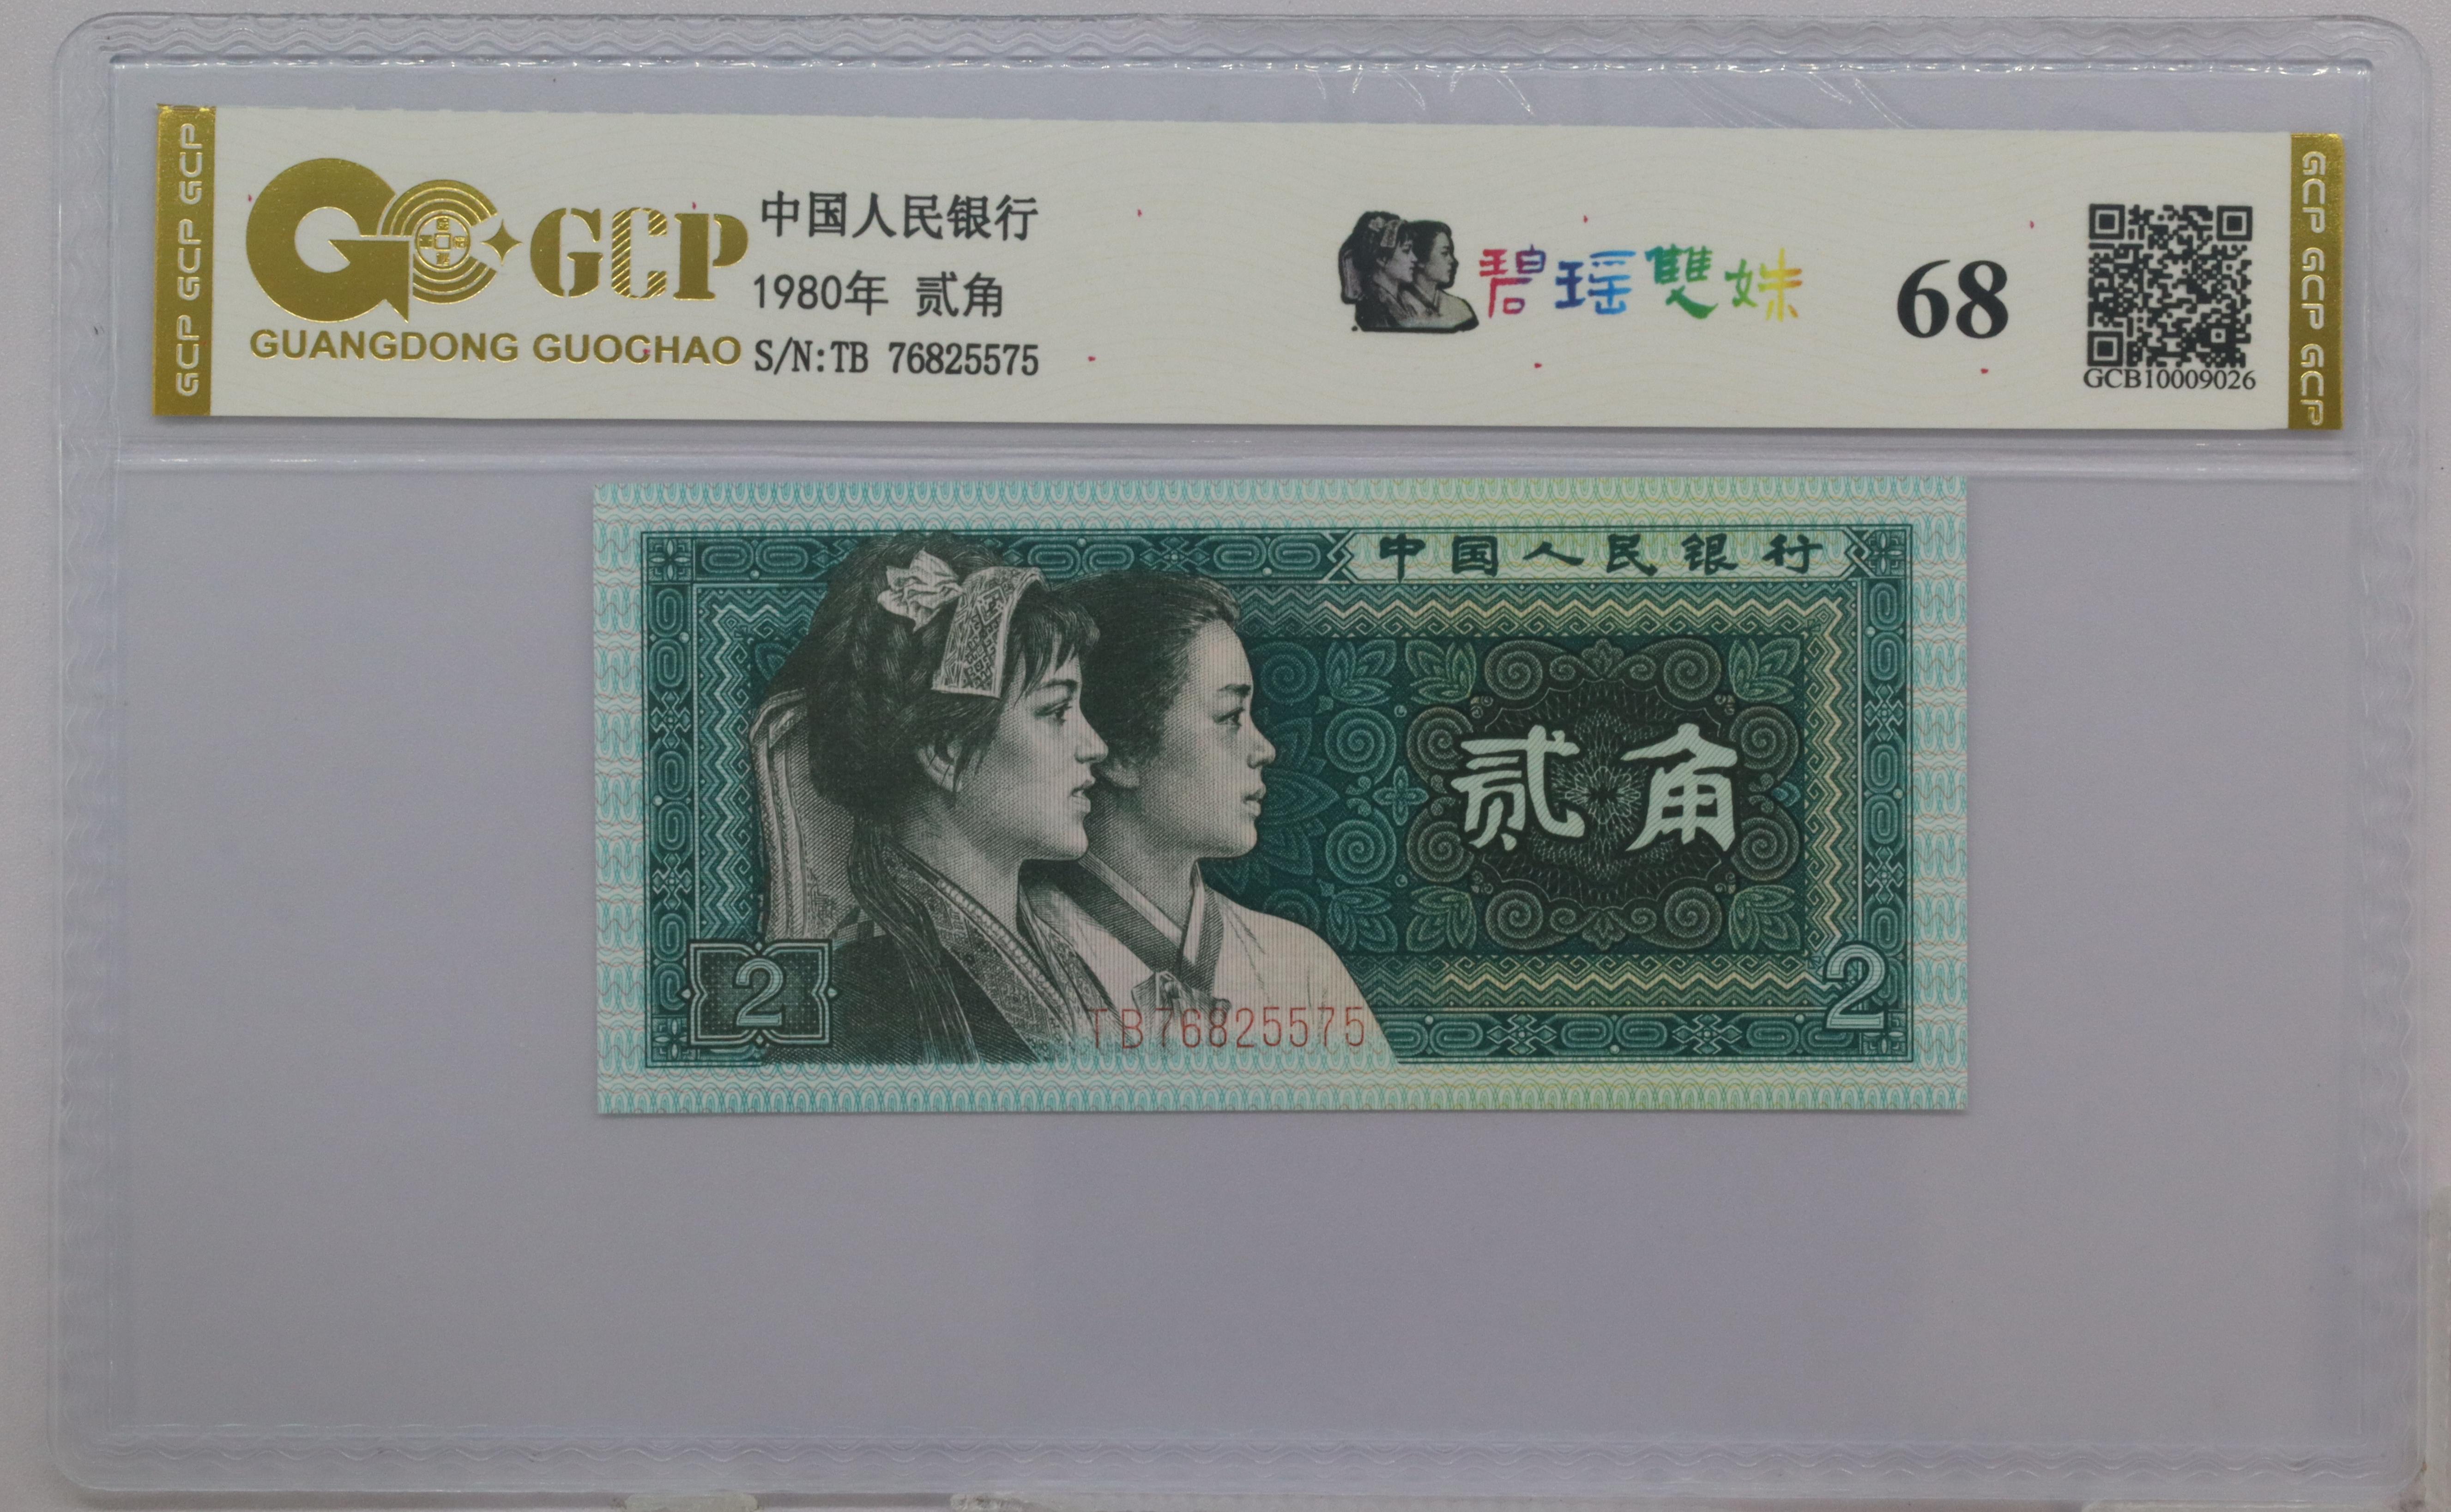 GCP GCP GCP
GCP
GUANGDONG GUOCHAO
中国人民银行
1980年 贰角
S/N:TB 76825575
碧瑶雙姝
68
GCB10009026
GCP GCP GCP
中国人民银行
贰角
2
TB76825575
2